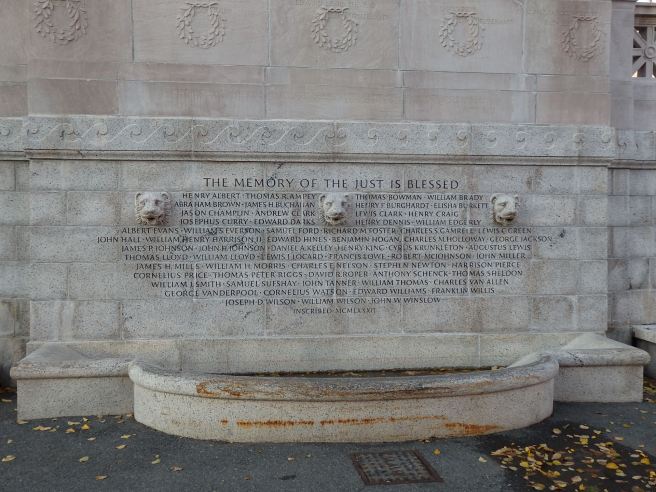 THE MEMORY OF THE JUST IS BLESSED
HENRY ALBERT · THOMAS R. AMPEY THOMAS BOWMAN · WILLIAM BRADY
ABRAHAM BROWN · JAMES H. BUCHANAN HENRY F. BURGHARDT · ELISHA BURKETT
JASON CHAMPLIN · ANDREW CLARK LEWIS CLARK · HENRY CRAIG
JOSEPHUS CURRY · EDWARD DARKS HENRY DENNIS · WILLIAM EDGERLY
ALBERT EVANS · WILLIAM S. EVERSON · SAMUEL FORD · RICHARD M. FOSTER · CHARLES S. GAMRELL · LEWIS C. GREEN
JOHN HALL · WILLIAM HENRY HARRISON II · EDWARD HINES · BENJAMIN HOGAN · CHARLES M. HOLLOWAY · GEORGE JACKSON
JAMES P. JOHNSON · JOHN H. JOHNSON · DANIEL A. KELLEY · HENRY KING · CYRUS KRUNKLETON · AUGUSTUS LEWIS
THOMAS LLOYD · WILLIAM LLOYD · LEWIS J. LOCARD · FRANCIS LOWE · ROBERT McJOHNSON · JOHN MILLER
JAMES H. MILLS · WILLIAM H. MORRIS · CHARLES E. NELSON · STEPHEN NEWTON · HARRISON PIERCE
CORNELIUS PRICE · THOMAS PETER RIGGS · DAVID R. ROPER · ANTHONY SCHENCK · THOMAS SHELDON
WILLIAM J. SMITH · SAMUEL SUFSHAY · JOHN TANNER · WILLIAM THOMAS · CHARLES VAN ALLEN
GEORGE VANDERPOOL · CORNELIUS WATSON · EDWARD WILLIAMS · FRANKLIN WILLIS
JOSEPH D. WILSON · WILLIAM WILSON · JOHN W. WINSLOW
INSCRIBED MCMLXXXII